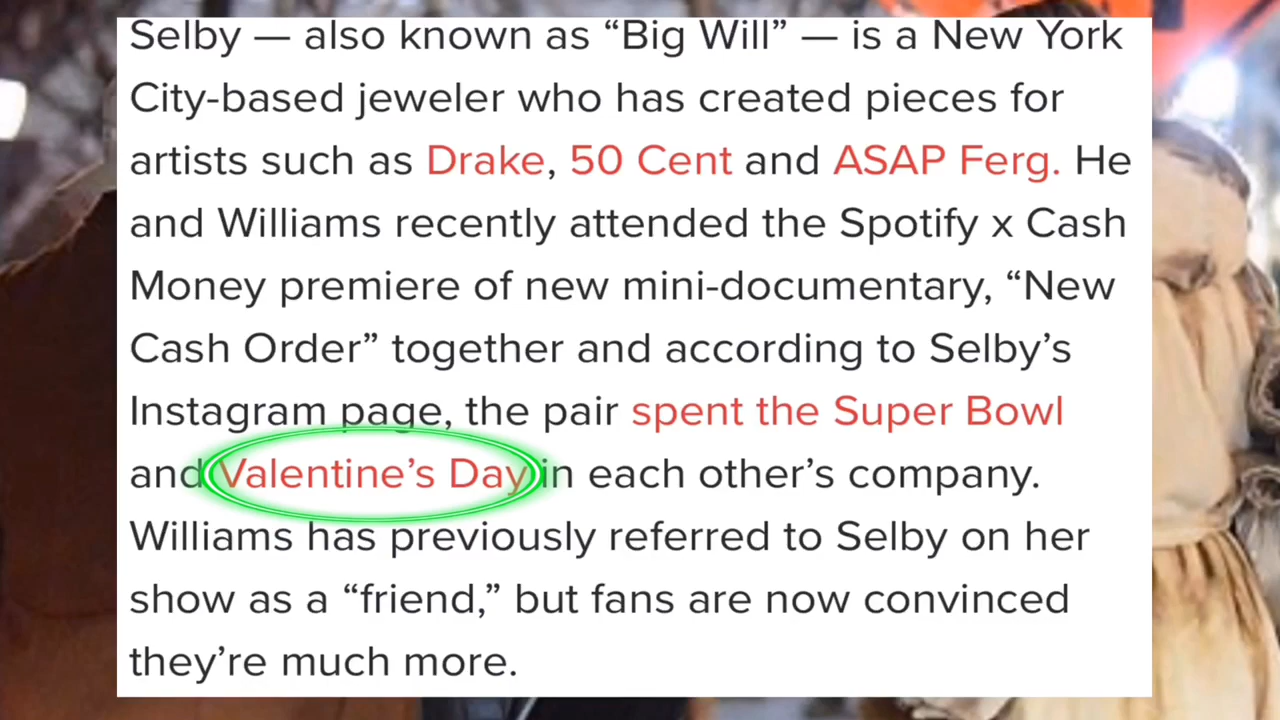 Selby — also known as “Big Will” — is a New York
City-based jeweler who has created pieces for
artists such as Drake, 50 Cent and ASAP Ferg. He
and Williams recently attended the Spotify x Cash
Money premiere of new mini-documentary, “New
Cash Order” together and according to Selby’s
Instagram page, the pair spent the Super Bowl
and Valentine’s Day in each other’s company.
Williams has previously referred to Selby on her
show as a “friend,” but fans are now convinced
they’re much more.